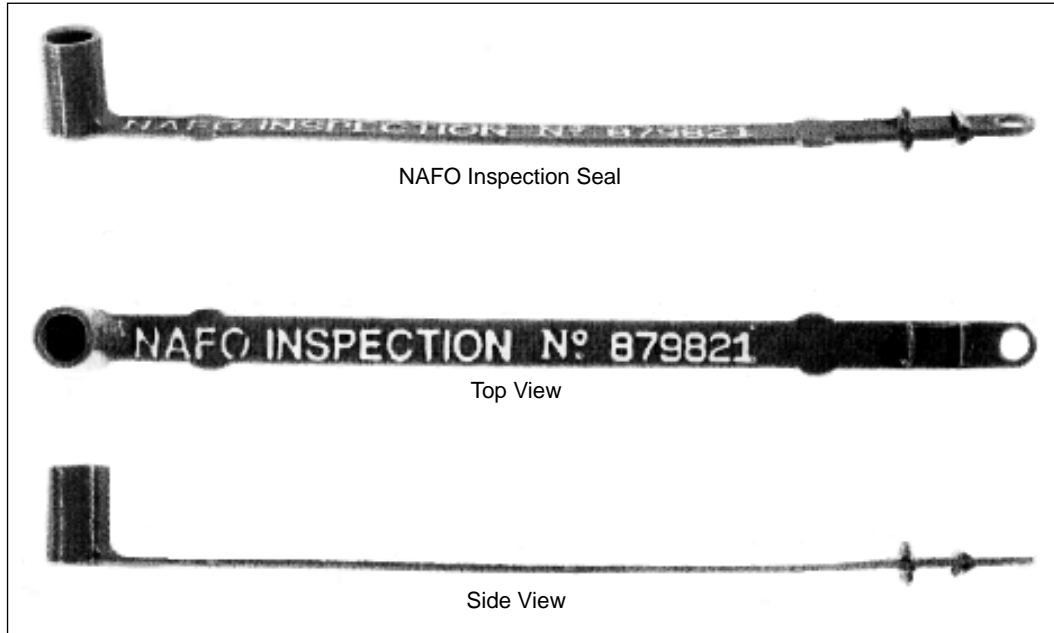 NAFO INSPECTION Nº 879821
NAFO Inspection Seal
NAFO INSPECTION Nº 879821
Top View
Side View